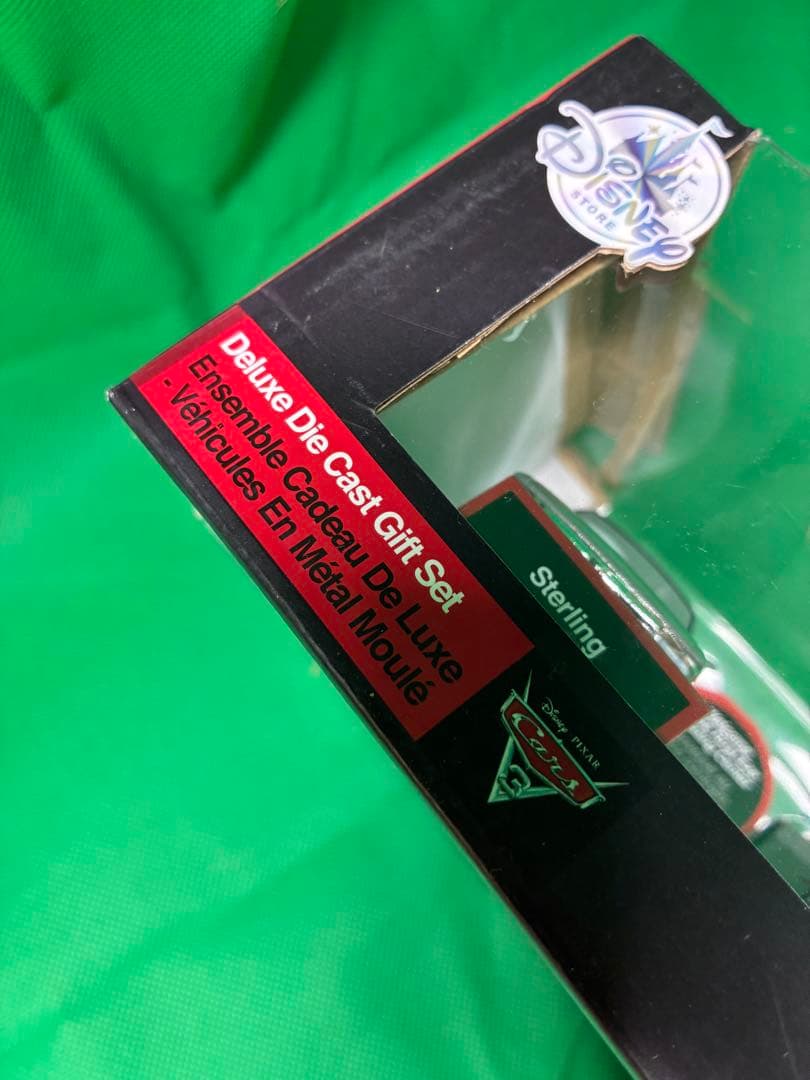 Disney
STORE
Deluxe Die Cast Gift Set
Ensemble Cadeau De Luxe
- Véhicules En Métal Moulé
Sterling
Disney PIXAR
Cars
3